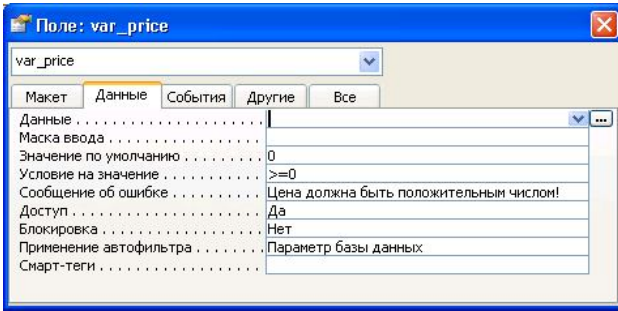 Поле: var_price
var_price
Макет Данные События Другие Все
Данные . . . . . . . . . . . . . . . . . . . . . . ...
Маска ввода . . . . . . . . . . . . . . . . . .
Значение по умолчанию . . . . . . . . . 0
Условие на значение . . . . . . . . . . . >=0
Сообщение об ошибке . . . . . . . . . . Цена должна быть положительным числом!
Доступ . . . . . . . . . . . . . . . . . . . . . . Да
Блокировка . . . . . . . . . . . . . . . . . . . Нет
Применение автофильтра . . . . . . . . Параметр базы данных
Смарт-теги . . . . . . . . . . . . . . . . . . .